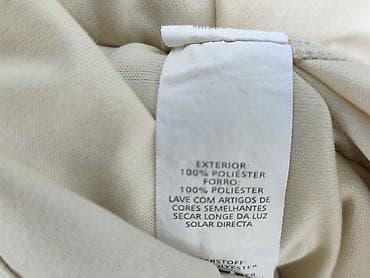 EXTERIOR:
100% POLIÉSTER
FORRO:
100% POLIÉSTER
LAVE COM ARTIGOS DE
CORES SEMELHANTES
SECAR LONGE DA LUZ
SOLAR DIRECTA